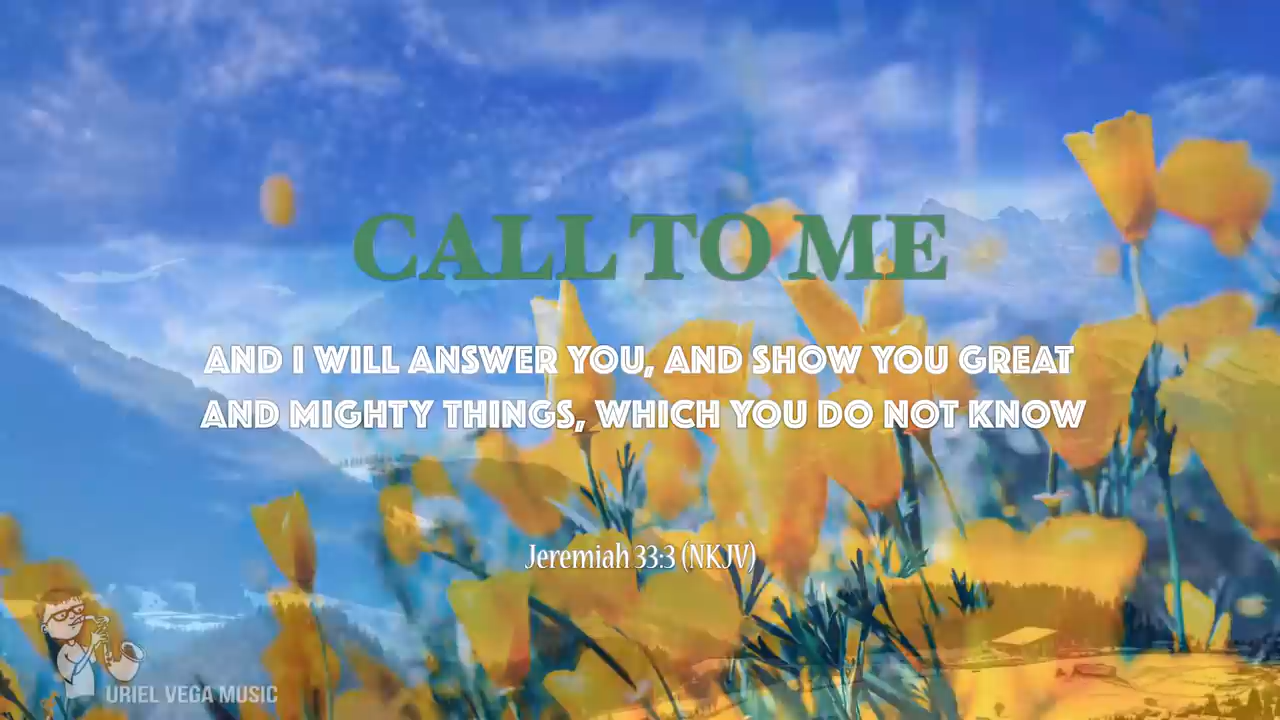 CALL TO ME
AND I WILL ANSWER YOU, AND SHOW YOU GREAT
AND MIGHTY THINGS, WHICH YOU DO NOT KNOW
Jeremiah 33:3 (NKJV)
URIEL VEGA MUSIC